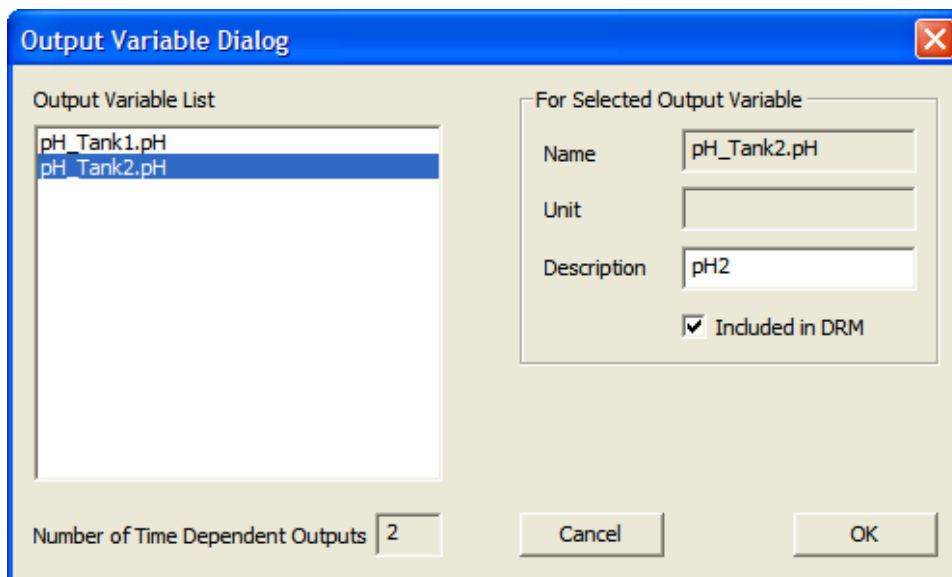 Output Variable Dialog
Output Variable List
pH_Tank1.pH
pH_Tank2.pH
For Selected Output Variable
Name pH_Tank2.pH
Unit
Description pH2
Included in DRM
Number of Time Dependent Outputs 2
Cancel
OK